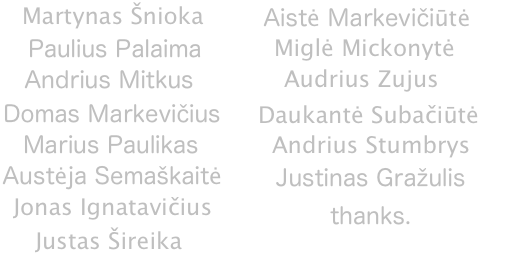 Martynas Šnioka
Paulius Palaima
Andrius Mitkus
Domas Markevičius
Marius Paulikas
Austėja Semaškaitė
Jonas Ignatavičius
Justas Šireika
Aistė Markevičiūtė
Miglė Mickonytė
Audrius Zujus
Daukantė Subačiūtė
Andrius Stumbrys
Justinas Gražulis
thanks.